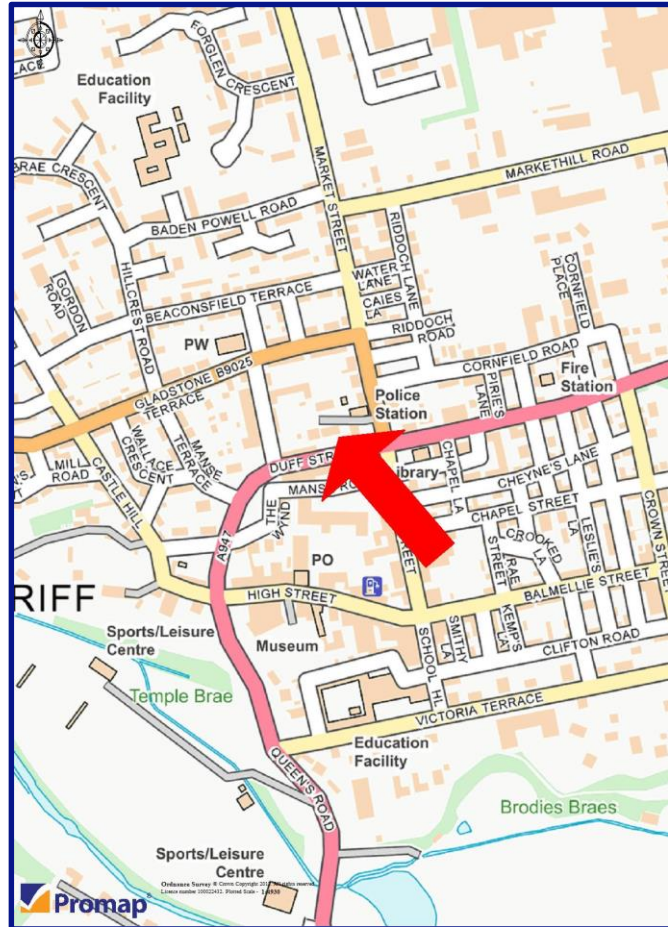 LACE
FORGLEN CRESCENT
Education
Facility
MARKET STREET
MARKETHILL ROAD
BRAE CRESCENT
BADEN POWELL ROAD
RIDDOCH LANE
GORDON
ROAD
HILLCREST ROAD
WATER
LANE
CAIES
LA
BEACONSFIELD TERRACE
CORNFIELD
PLACE
RIDDOCH
ROAD
PW
CORNFIELD ROAD
GLADSTONE B9025
TERRACE
Police
Station
PIRIE'S
LANE
Fire
Station
WALLACE
CRESCENT
MANSE
TERRACE
DUFF STR
ibrary
CHAPEL LA
CHEYNE'S LANE
N'S
MILL
ROAD
MANS
CASTLE HILL
THE
WYND
CHAPEL STREET
CROOKED
LA
LESLIE'S
LA
CROWN STRE
A947
PO
STREET
RAE
STREET
RIFF
HIGH STREET
BALMELLIE STREET
KEMP'S
LA
Sports/Leisure
Centre
Museum
SCHOOL HL
SMITHY
LA
CLIFTON ROAD
Temple Brae
VICTORIA TERRACE
Education
Facility
QUEEN'S ROAD
Brodies Braes
Sports/Leisure
Centre
Promap